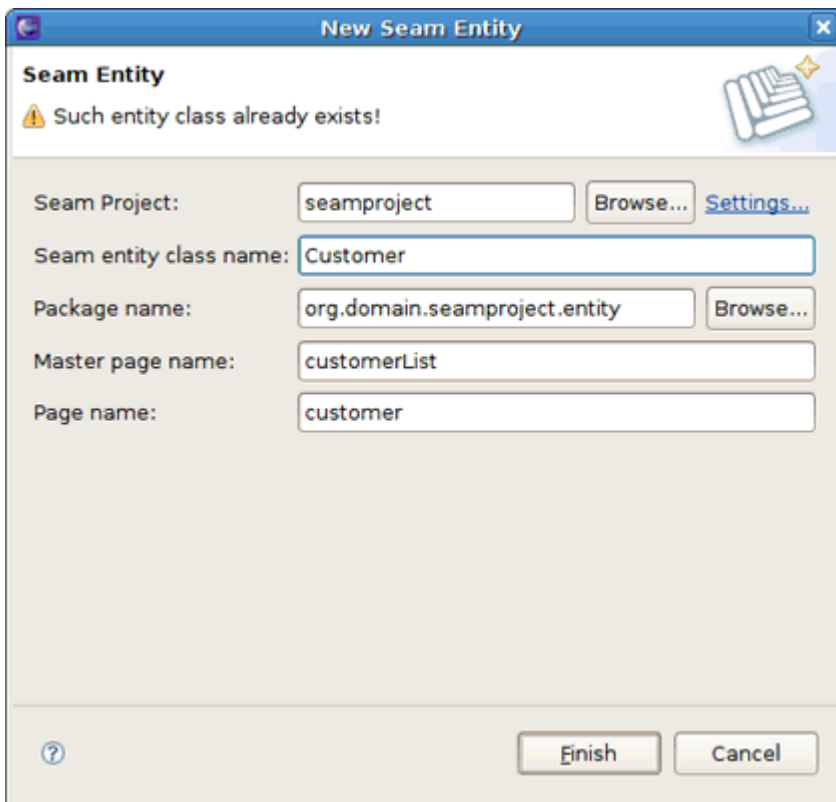 New Seam Entity
Seam Entity
Such entity class already exists!
Seam Project: seamproject Browse... Settings...
Seam entity class name: Customer
Package name: org.domain.seamproject.entity Browse...
Master page name: customerList
Page name: customer
Finish Cancel